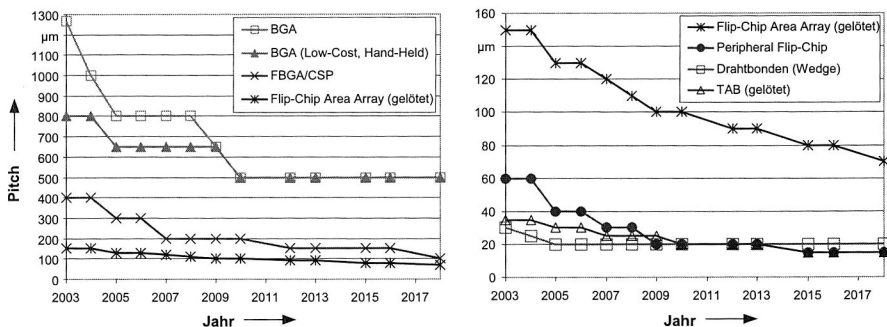 1300
µm
1100
1000
900
800
700
600
500
400
300
200
100
0
Pitch
BGA
BGA (Low-Cost, Hand-Held)
FBGA/CSP
Flip-Chip Area Array (gelötet)
2003 2005 2007 2009 2011 2013 2015 2017
Jahr
160
µm
120
100
80
60
40
20
0
Flip-Chip Area Array (gelötet)
Peripheral Flip-Chip
Drahtbonden (Wedge)
TAB (gelötet)
2003 2005 2007 2009 2011 2013 2015 2017
Jahr